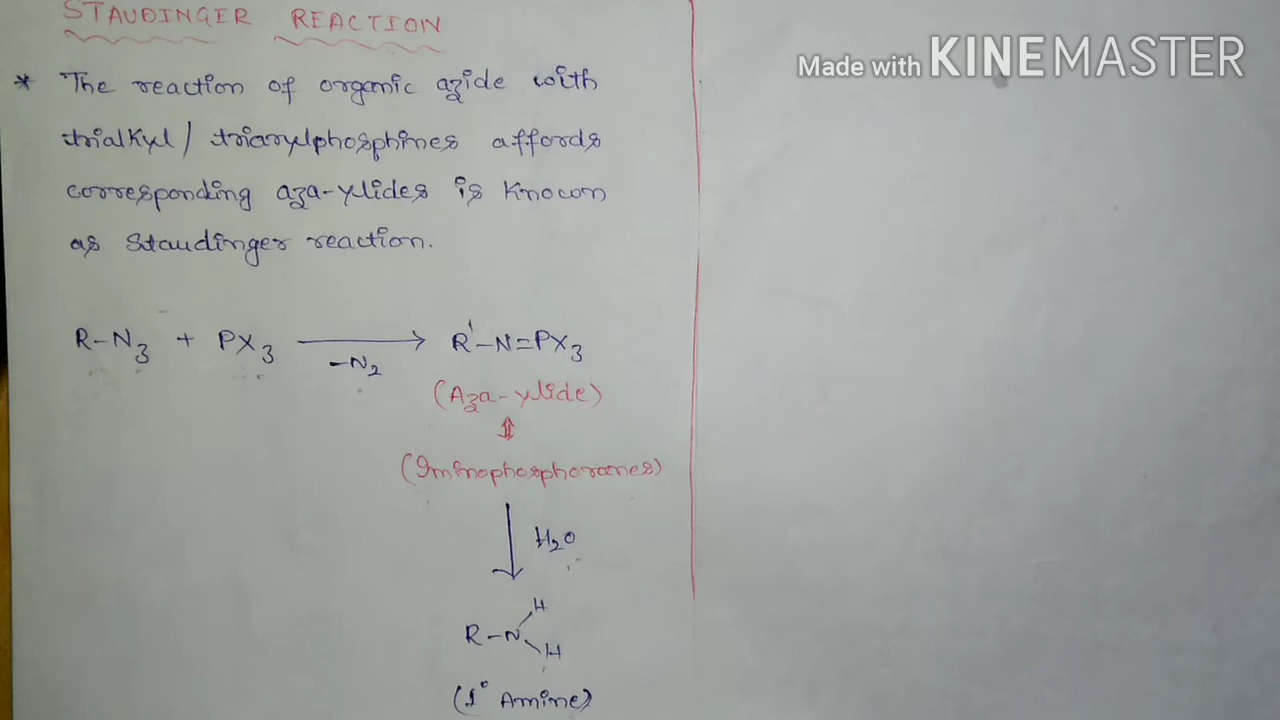 STAUDINGER REACTION
Made with KINEMASTER
* The reaction of organic azide with
trialkyl / triarylphosphines affords
corresponding aza-ylides is known
as Staudinger reaction.
R-N3 + PX3 → R'-N=PX3
-N2
(Aza-ylide)
⇕
(Iminophosphoranes)
↓ H2O
H
R-N
H
(1° Amine)